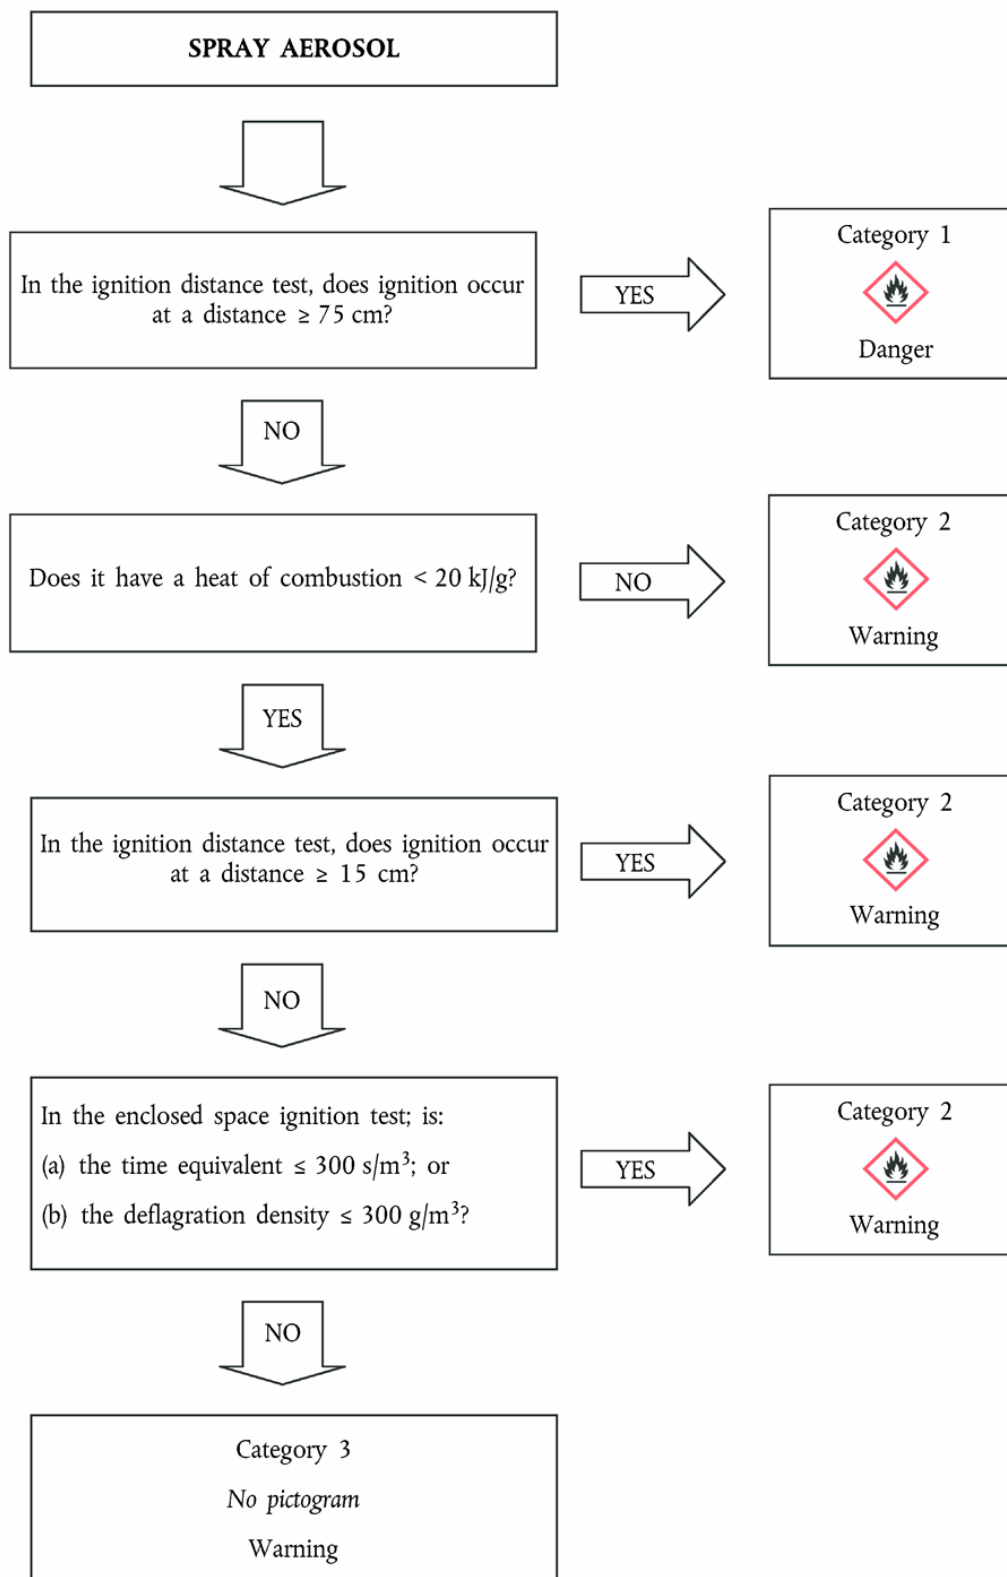 SPRAY AEROSOL
In the ignition distance test, does ignition occur
at a distance ≥ 75 cm?
YES
Category 1
Danger
NO
Does it have a heat of combustion < 20 kJ/g?
NO
Category 2
Warning
YES
In the ignition distance test, does ignition occur
at a distance ≥ 15 cm?
YES
Category 2
Warning
NO
In the enclosed space ignition test; is:
(a) the time equivalent ≤ 300 s/m³; or
(b) the deflagration density ≤ 300 g/m³?
YES
Category 2
Warning
NO
Category 3
No pictogram
Warning